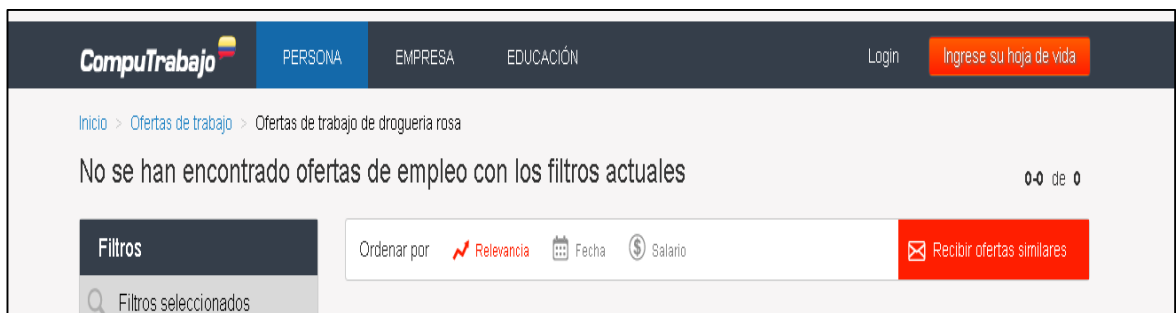 CompuTrabajo PERSONA EMPRESA EDUCACIÓN Login Ingrese su hoja de vida
Inicio > Ofertas de trabajo > Ofertas de trabajo de drogueria rosa
No se han encontrado ofertas de empleo con los filtros actuales 0-0 de 0
Filtros Ordenar por Relevancia Fecha Salario Recibir ofertas similares
Filtros seleccionados